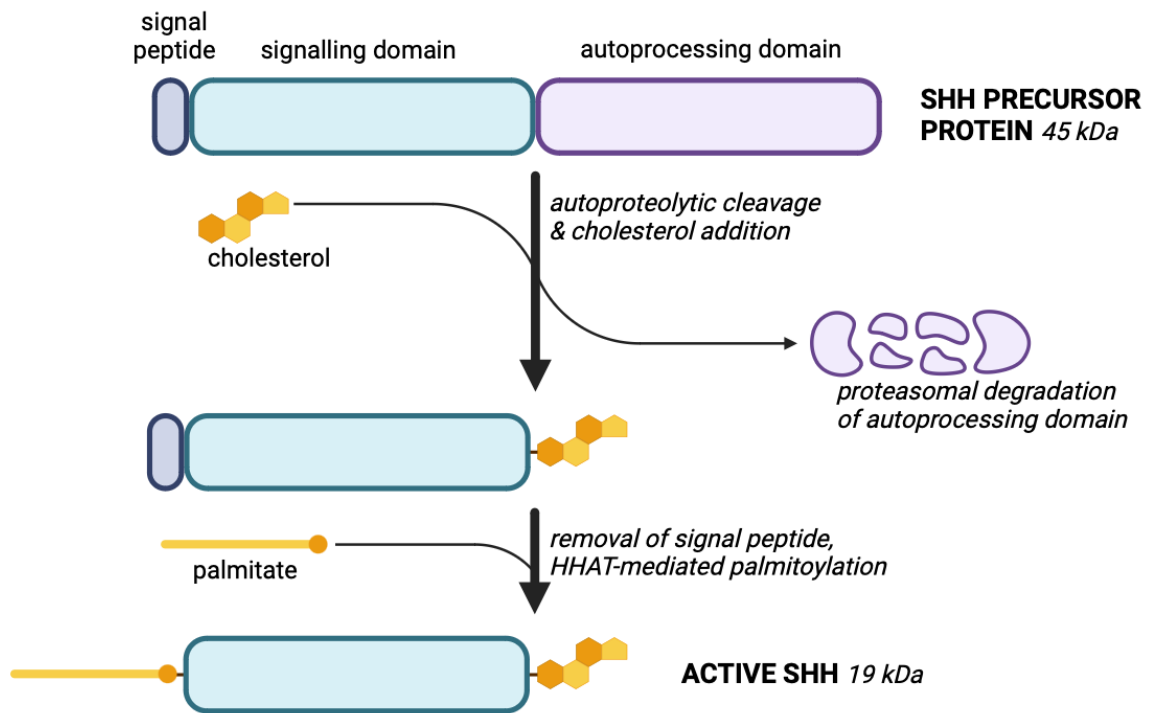 signal
peptide
signalling domain
autoprocessing domain
SHH PRECURSOR
PROTEIN 45 kDa
autoproteolytic cleavage
& cholesterol addition
cholesterol
proteasomal degradation
of autoprocessing domain
removal of signal peptide,
HHAT-mediated palmitoylation
palmitate
ACTIVE SHH 19 kDa